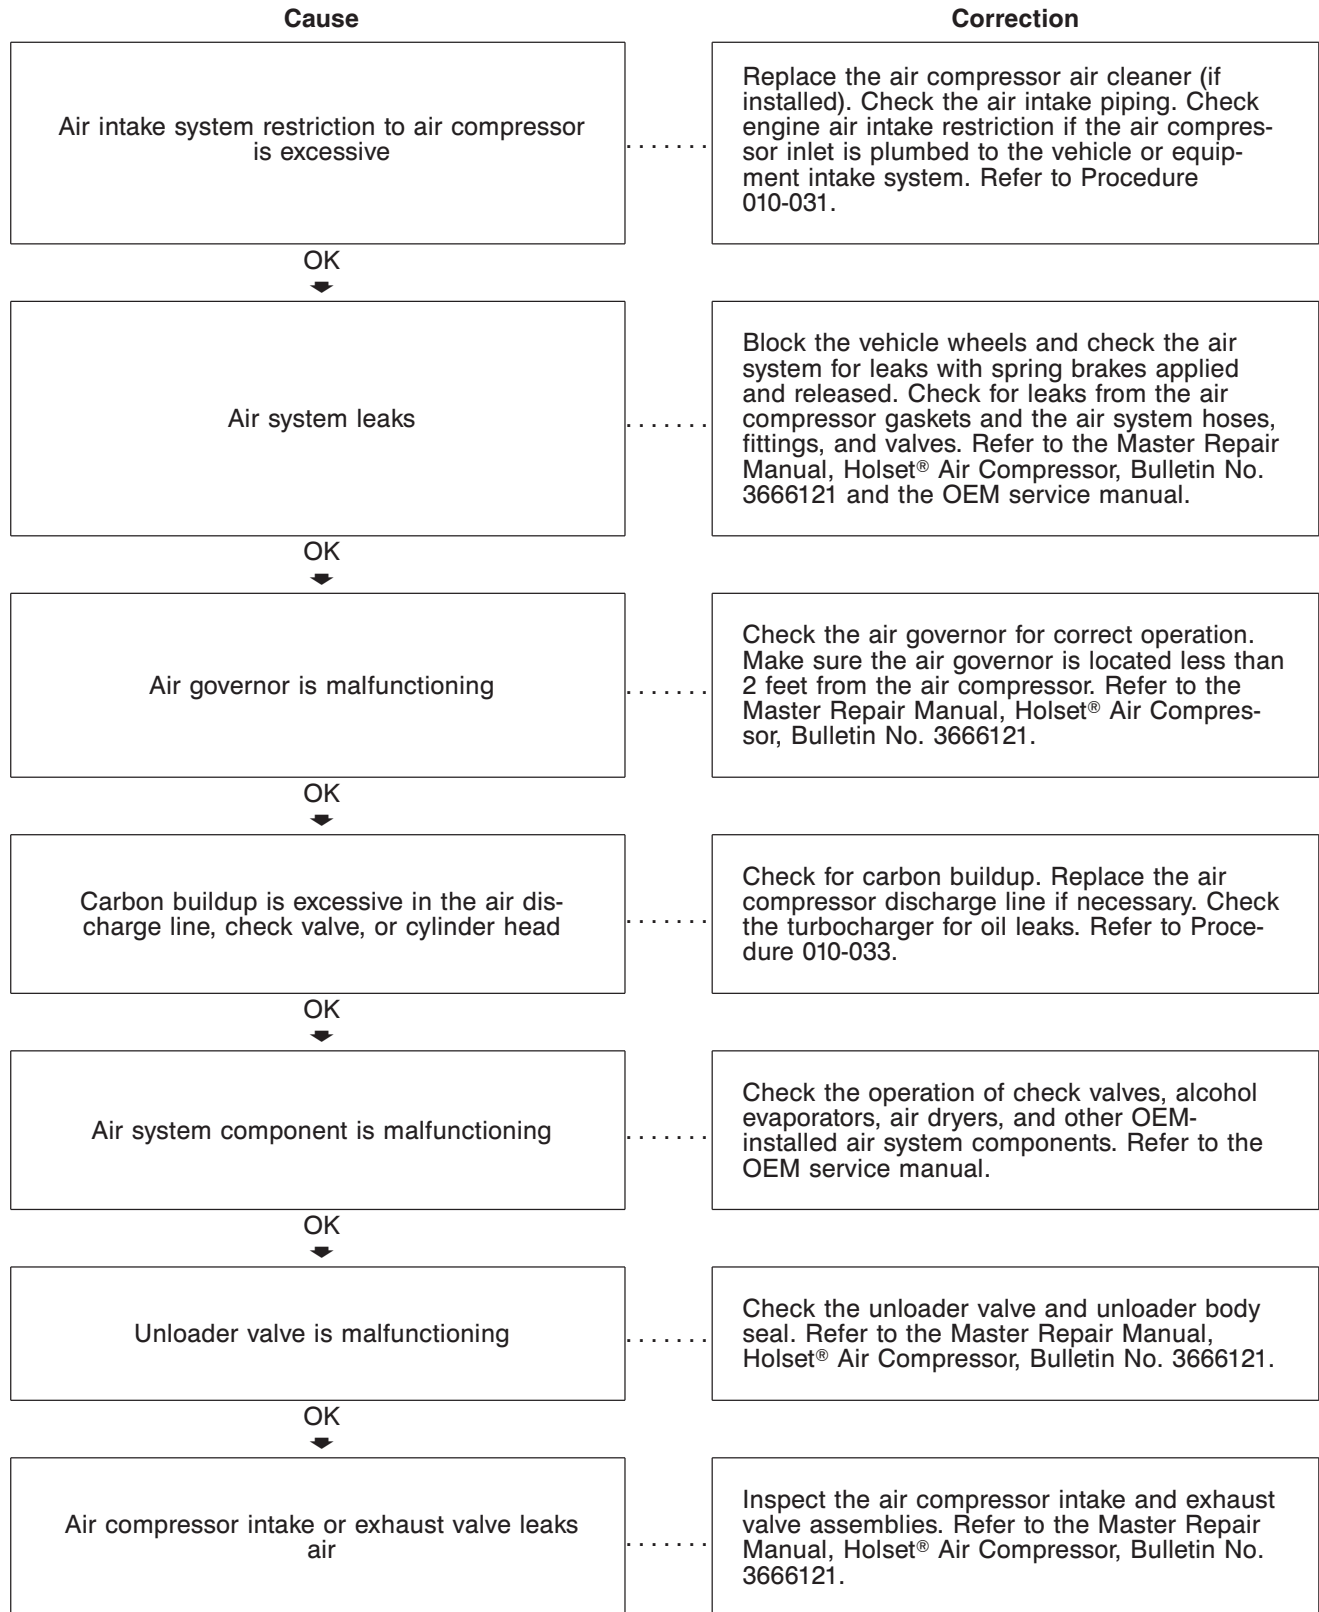 Cause
Correction
Air intake system restriction to air compressor
is excessive
. . . . . . .
Replace the air compressor air cleaner (if
installed). Check the air intake piping. Check
engine air intake restriction if the air compres-
sor inlet is plumbed to the vehicle or equip-
ment intake system. Refer to Procedure
010-031.
OK
Air system leaks
. . . . . . .
Block the vehicle wheels and check the air
system for leaks with spring brakes applied
and released. Check for leaks from the air
compressor gaskets and the air system hoses,
fittings, and valves. Refer to the Master Repair
Manual, Holset® Air Compressor, Bulletin No.
3666121 and the OEM service manual.
OK
Air governor is malfunctioning
. . . . . . .
Check the air governor for correct operation.
Make sure the air governor is located less than
2 feet from the air compressor. Refer to the
Master Repair Manual, Holset® Air Compres-
sor, Bulletin No. 3666121.
OK
Carbon buildup is excessive in the air dis-
charge line, check valve, or cylinder head
. . . . . . .
Check for carbon buildup. Replace the air
compressor discharge line if necessary. Check
the turbocharger for oil leaks. Refer to Proce-
dure 010-033.
OK
Air system component is malfunctioning
. . . . . . .
Check the operation of check valves, alcohol
evaporators, air dryers, and other OEM-
installed air system components. Refer to the
OEM service manual.
OK
Unloader valve is malfunctioning
. . . . . . .
Check the unloader valve and unloader body
seal. Refer to the Master Repair Manual,
Holset® Air Compressor, Bulletin No. 3666121.
OK
Air compressor intake or exhaust valve leaks
air
. . . . . . .
Inspect the air compressor intake and exhaust
valve assemblies. Refer to the Master Repair
Manual, Holset® Air Compressor, Bulletin No.
3666121.